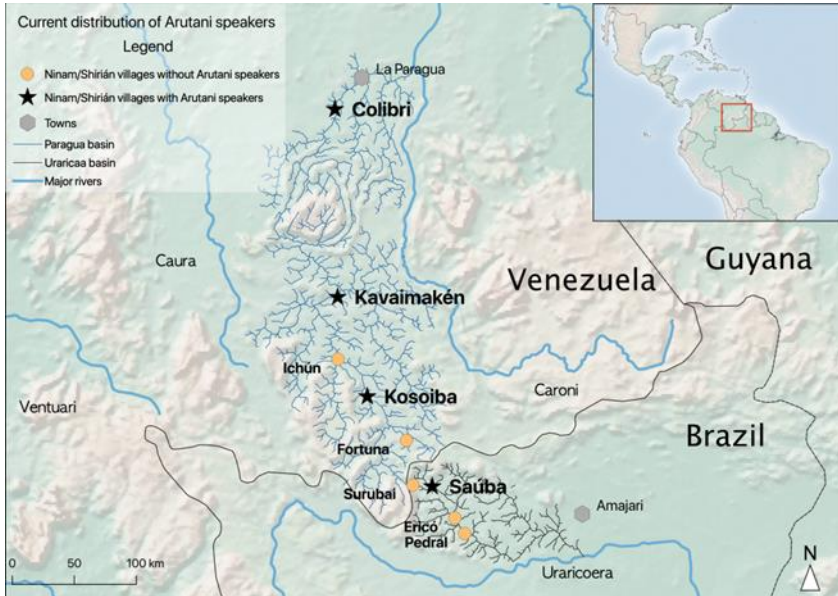 Current distribution of Arutani speakers
Legend
Ninam/Shirián villages without Arutani speakers
Ninam/Shirián villages with Arutani speakers
Towns
Paragua basin
Uraricaa basin
Major rivers
La Paragua
Colibri
Caura
Kavaimakén
Venezuela
Guyana
Ichún
Kosoiba
Caroni
Ventuari
Fortuna
Brazil
Surubai
Saúba
Amajari
Ericó
Pedral
Uraricoera
0 50 100 km
N